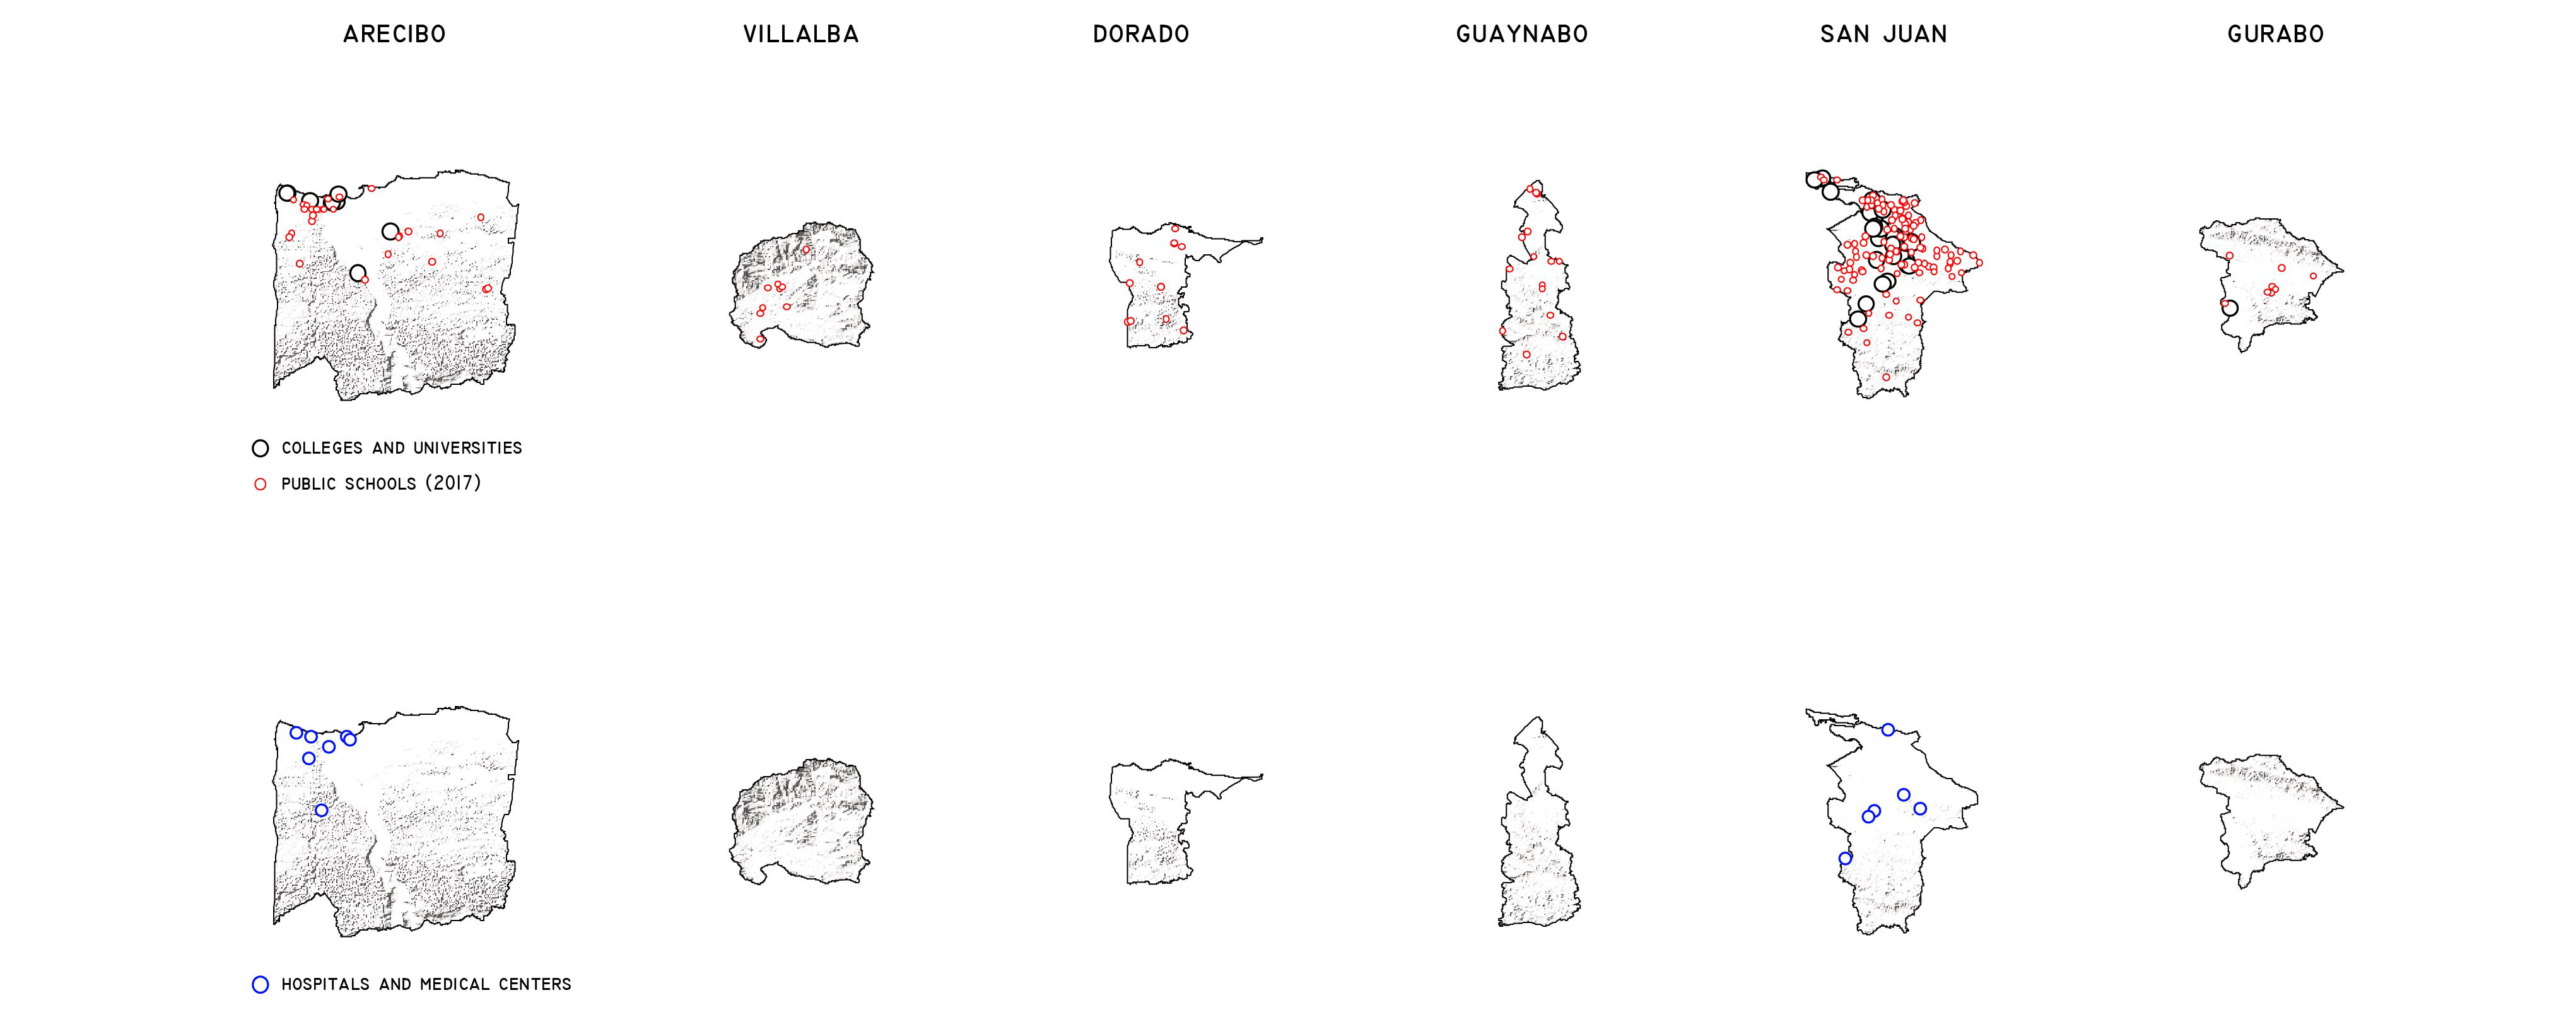 ARECIBO
VILLALBA
DORADO
GUAYNABO
SAN JUAN
GURABO
COLLEGES AND UNIVERSITIES
PUBLIC SCHOOLS (2017)
HOSPITALS AND MEDICAL CENTERS